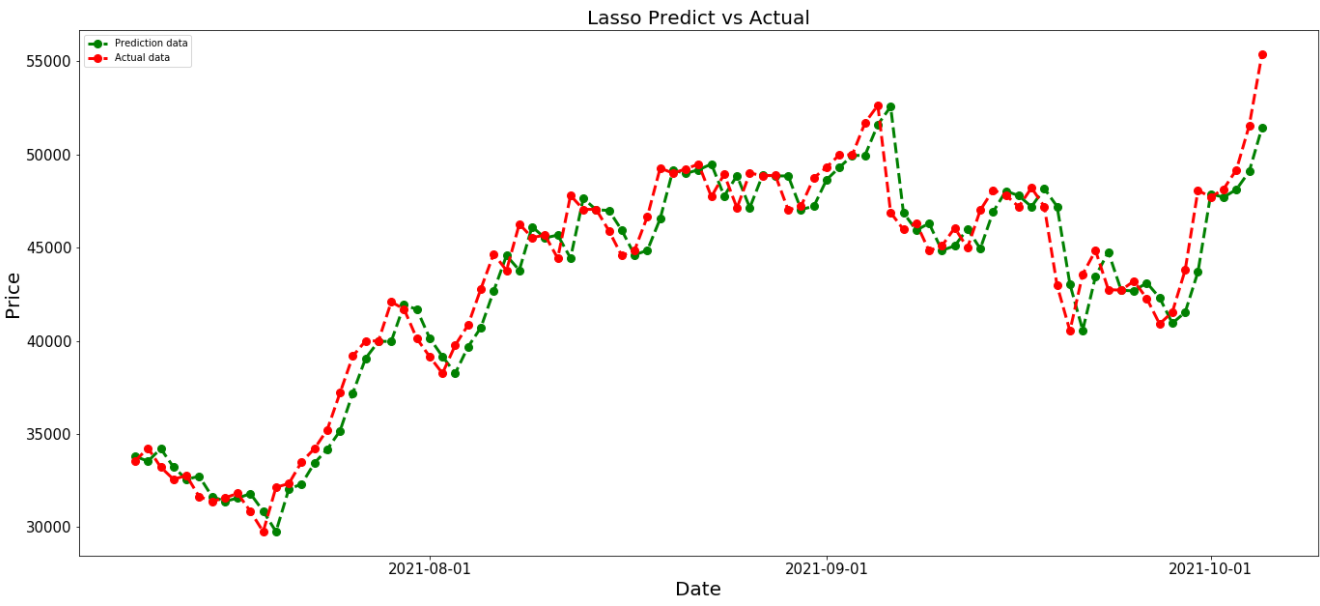 Lasso Predict vs Actual
Prediction data
Actual data
55000
50000
45000
40000
35000
30000
Price
2021-08-01
2021-09-01
2021-10-01
Date